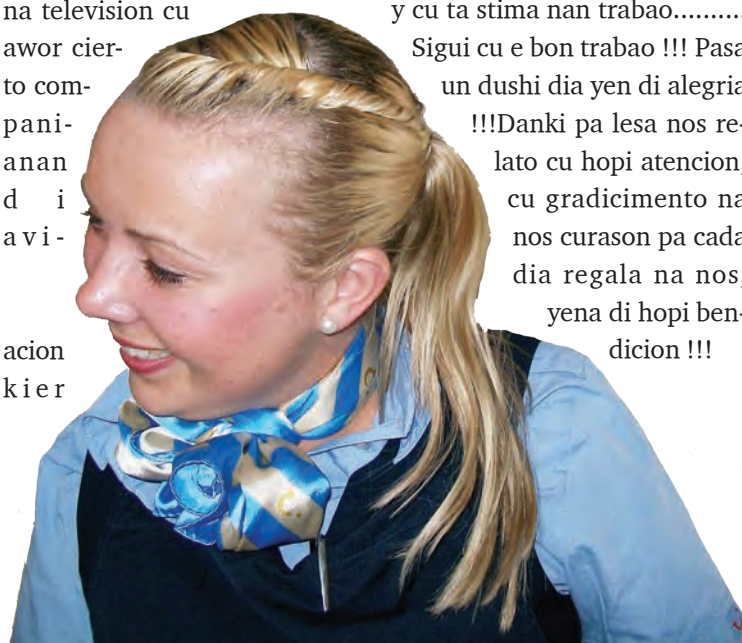 na television cu
awor cier-
to com-
pani-
anan
d i
avi-
acion
kier
y cu ta stima nan trabao.........
Sigui cu e bon trabao !!! Pasa
un dushi dia yen di alegria
!!!Danki pa lesa nos re-
lato cu hopi atencion,
cu gradicimento na
nos curason pa cada
dia regala na nos,
yena di hopi ben-
dicion !!!